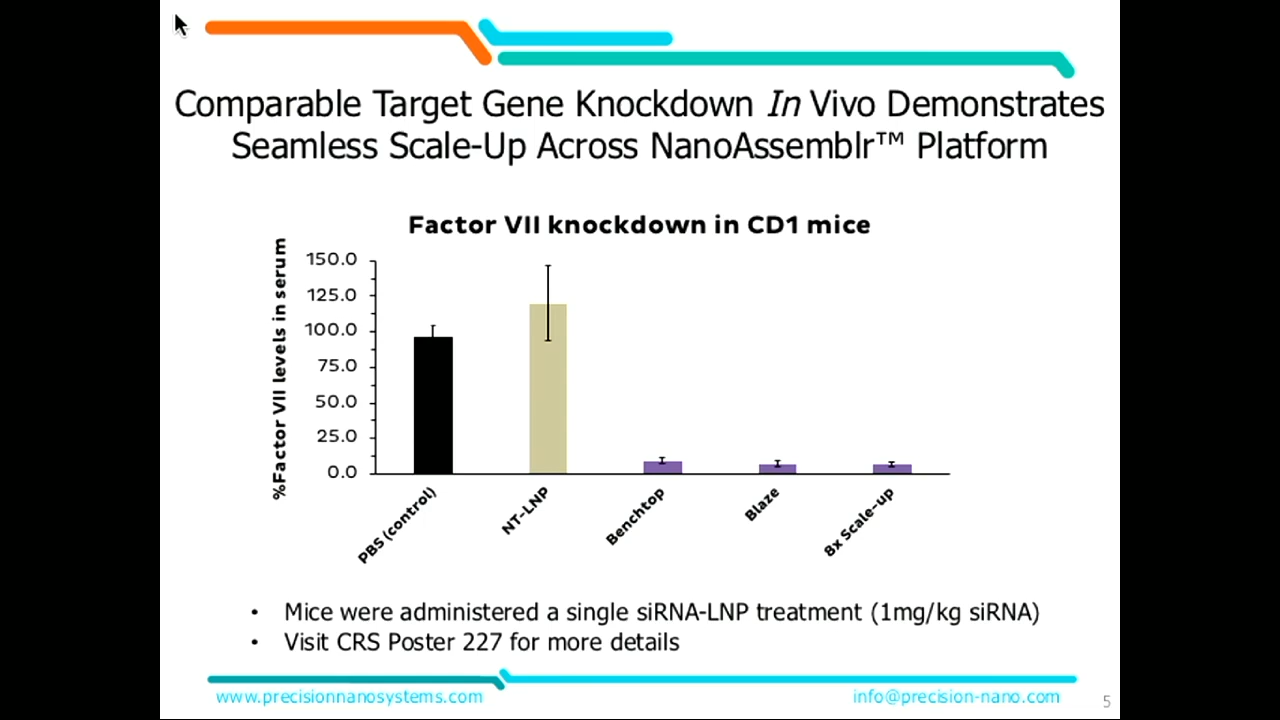 Comparable Target Gene Knockdown In Vivo Demonstrates
Seamless Scale-Up Across NanoAssemblr™ Platform
Factor VII knockdown in CD1 mice
%Factor VII levels in serum
150.0
125.0
100.0
75.0
50.0
25.0
0.0
PBS (control)
NT-LNP
Benchtop
Blaze
8x Scale-up
• Mice were administered a single siRNA-LNP treatment (1mg/kg siRNA)
• Visit CRS Poster 227 for more details
www.precisionnanosystems.com
info@precision-nano.com
5